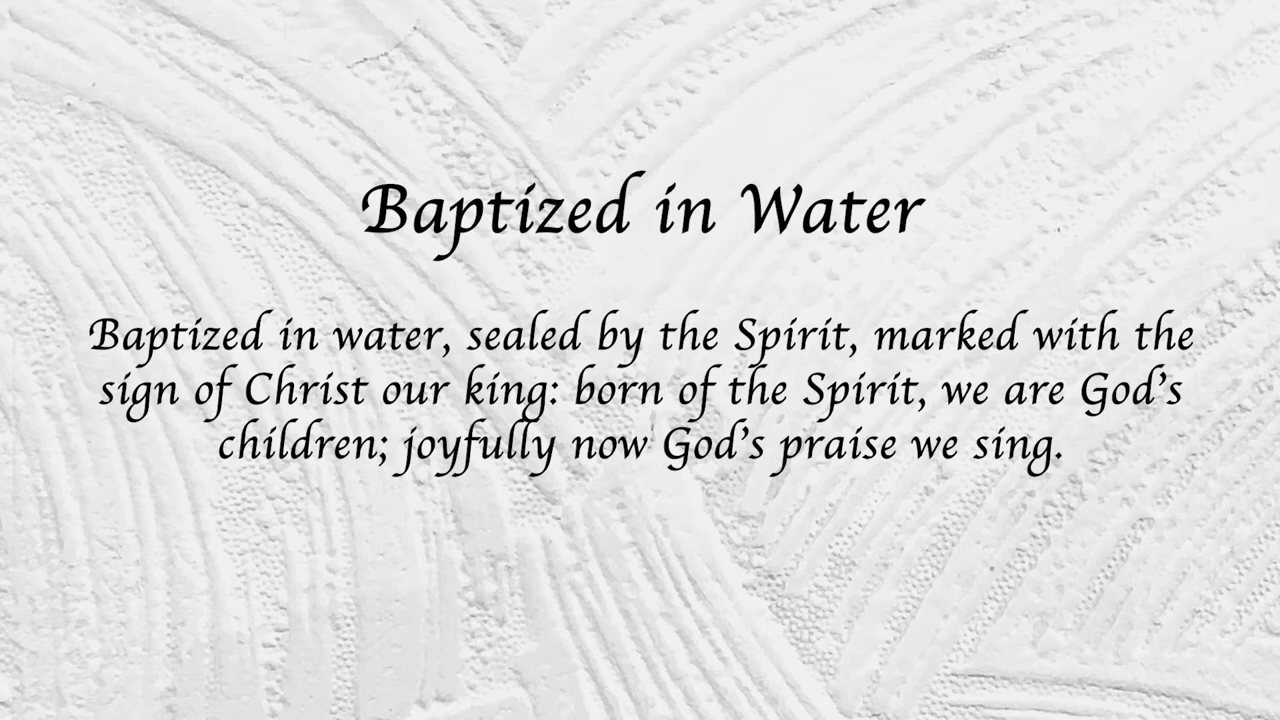 Baptized in Water
Baptized in water, sealed by the Spirit, marked with the
sign of Christ our king: born of the Spirit, we are God's
children; joyfully now God's praise we sing.